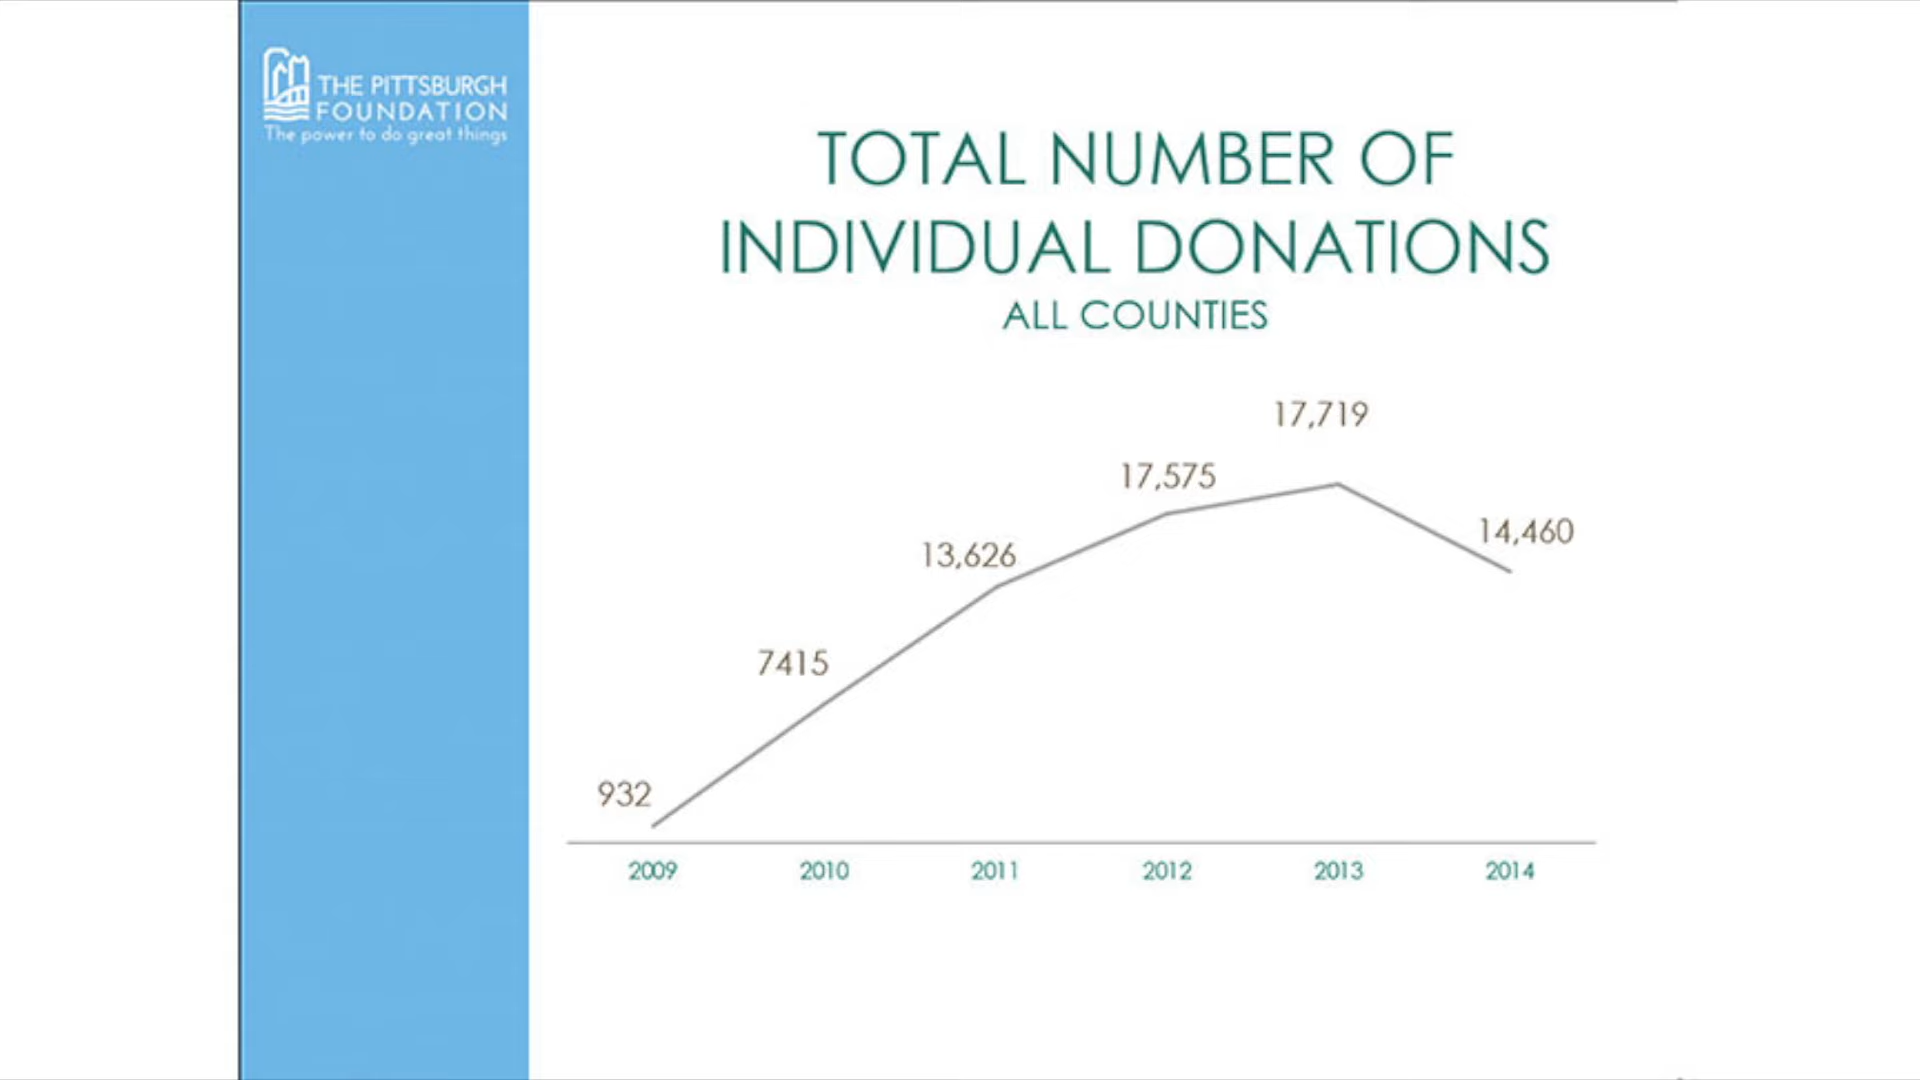 THE PITTSBURGH
FOUNDATION
The power to do great things
TOTAL NUMBER OF
INDIVIDUAL DONATIONS
ALL COUNTIES
17,719
17,575
14,460
13,626
7415
932
2009 2010 2011 2012 2013 2014